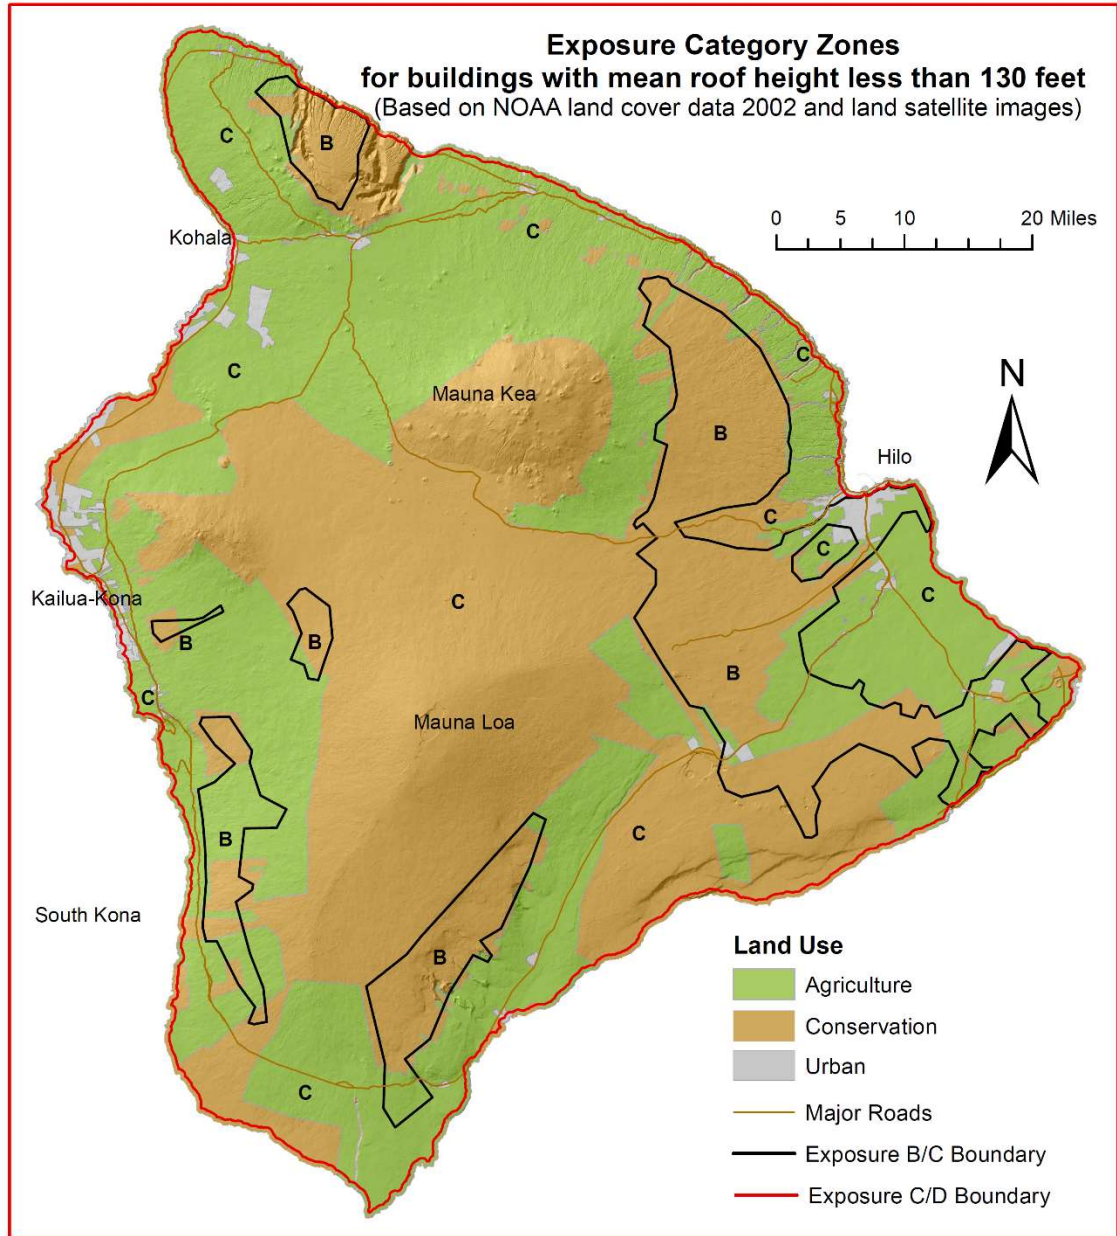 Exposure Category Zones
for buildings with mean roof height less than 130 feet
(Based on NOAA land cover data 2002 and land satellite images)
C
B
0 5 10 20 Miles
Kohala
C
C
C
N
Mauna Kea
B
Hilo
C
C
Kailua-Kona
C
C
B
B
B
C
Mauna Loa
B
C
South Kona
B
C
Land Use
Agriculture
Conservation
Urban
Major Roads
Exposure B/C Boundary
Exposure C/D Boundary